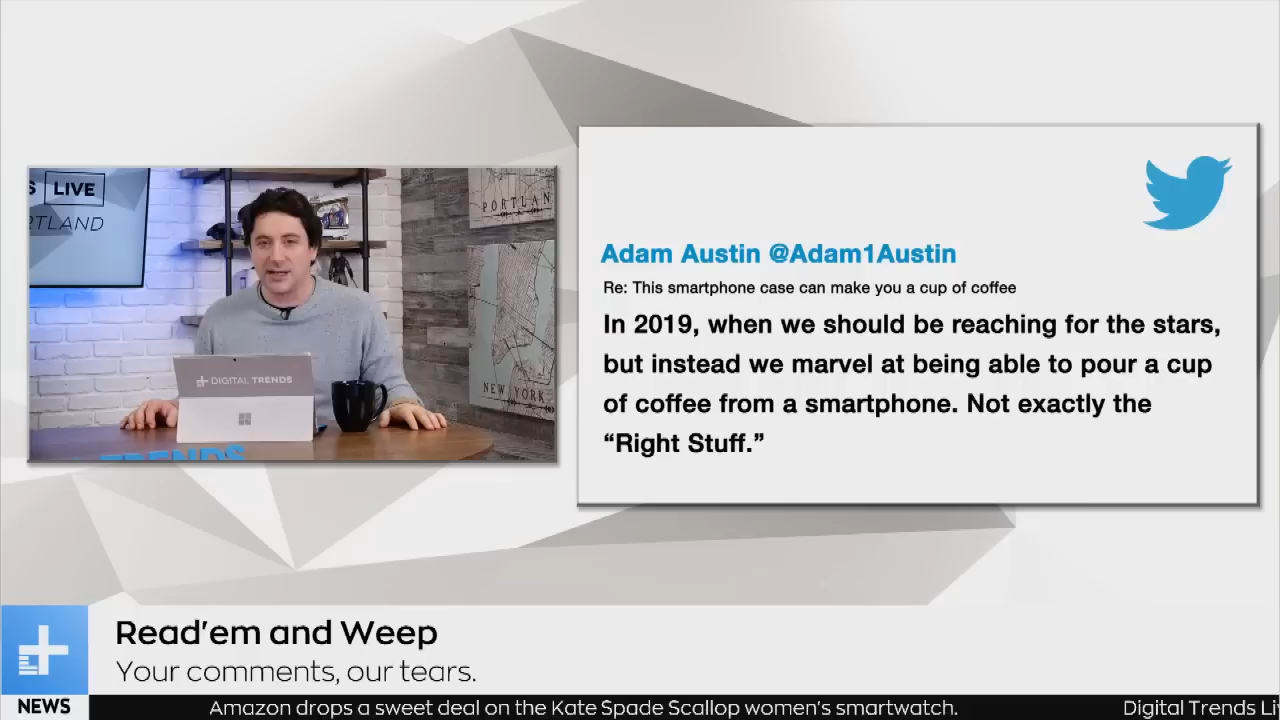 S LIVE
RTLAND
PORTLAN
NEW YORK
DIGITAL TRENDS
TRENDS
Adam Austin @Adam1Austin
Re: This smartphone case can make you a cup of coffee
In 2019, when we should be reaching for the stars,
but instead we marvel at being able to pour a cup
of coffee from a smartphone. Not exactly the
“Right Stuff.”
Read'em and Weep
Your comments, our tears.
NEWS
Amazon drops a sweet deal on the Kate Spade Scallop women's smartwatch.
Digital Trends Li